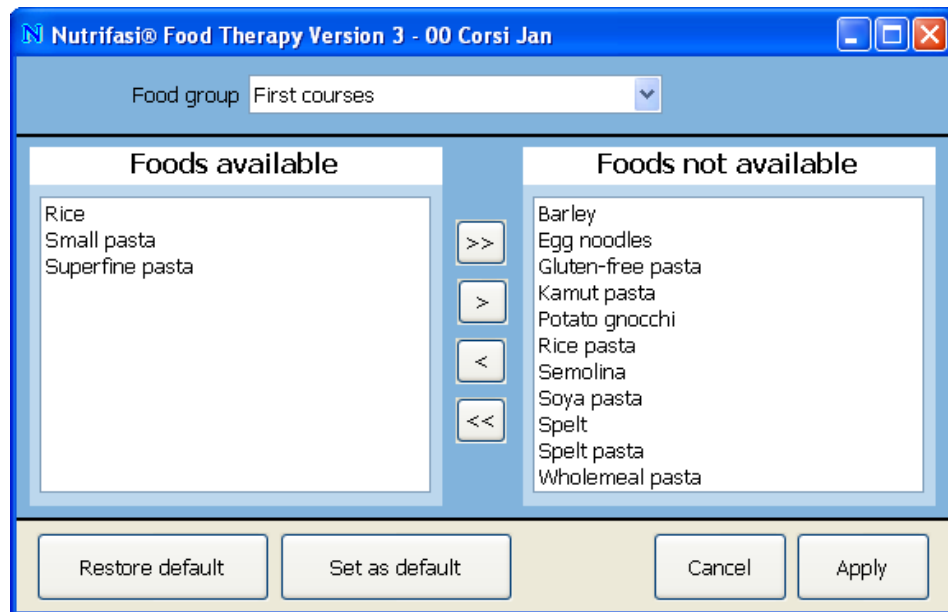 Nutrifasi® Food Therapy Version 3 - 00 Corsi Jan
Food group First courses
Foods available
Rice
Small pasta
Superfine pasta
>>
>
<
<<
Foods not available
Barley
Egg noodles
Gluten-free pasta
Kamut pasta
Potato gnocchi
Rice pasta
Semolina
Soya pasta
Spelt
Spelt pasta
Wholemeal pasta
Restore default
Set as default
Cancel
Apply